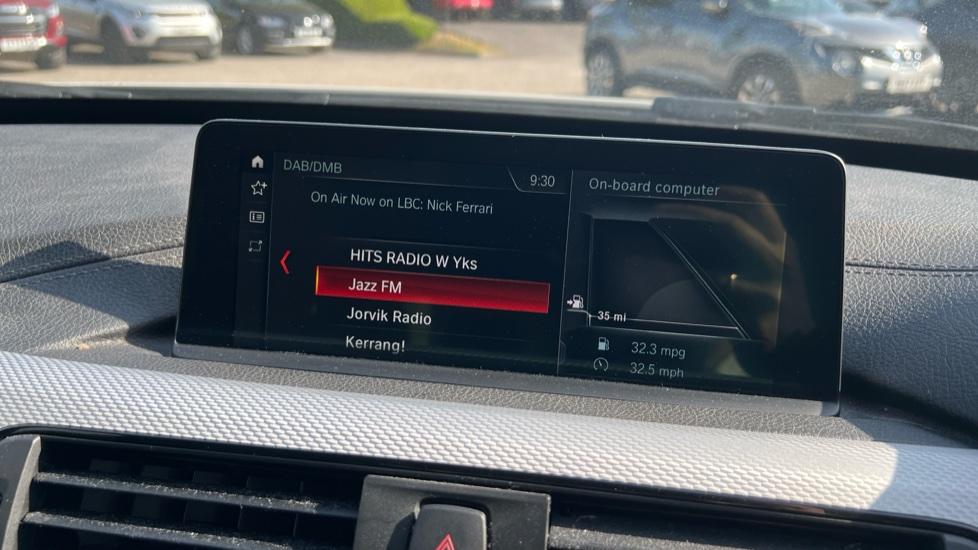 DAB/DMB
9:30
On Air Now on LBC: Nick Ferrari
HITS RADIO W Yks
Jazz FM
Jorvik Radio
Kerrang!
On-board computer
35 mi
32.3 mpg
32.5 mph